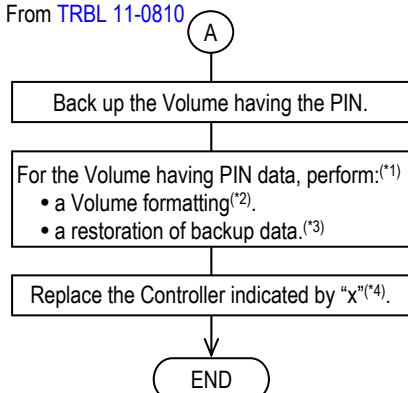 From TRBL 11-0810
A
Back up the Volume having the PIN.
For the Volume having PIN data, perform:(*1)
• a Volume formatting(*2).
• a restoration of backup data.(*3)
Replace the Controller indicated by “x”(*4).
END